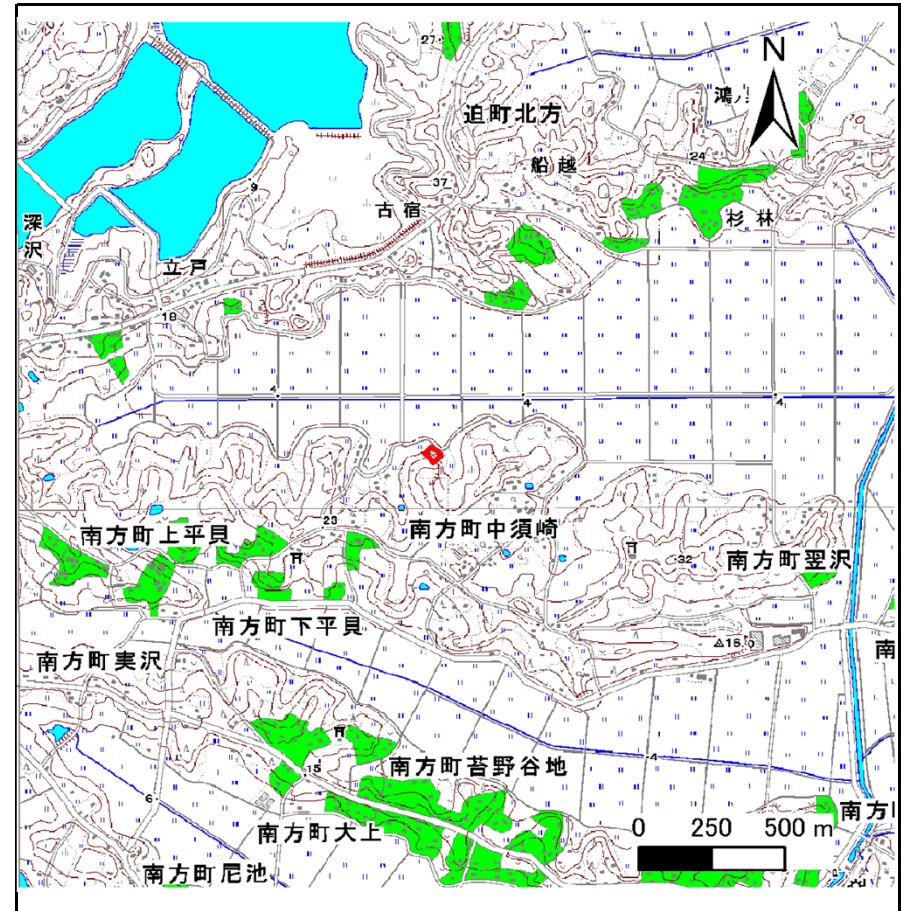 27
N
鴻ノ
迫町北方
船越
24
37
9
古宿
杉林
深沢
立戸
18
4
4
4
23
南方町上平貝
南方町中須崎
32
南方町翌沢
南方町下平貝
16.0
南方町実沢
南
南方町苔野谷地
15
4
6
南方町大上
0 250 500 m
南方
南方町尼池